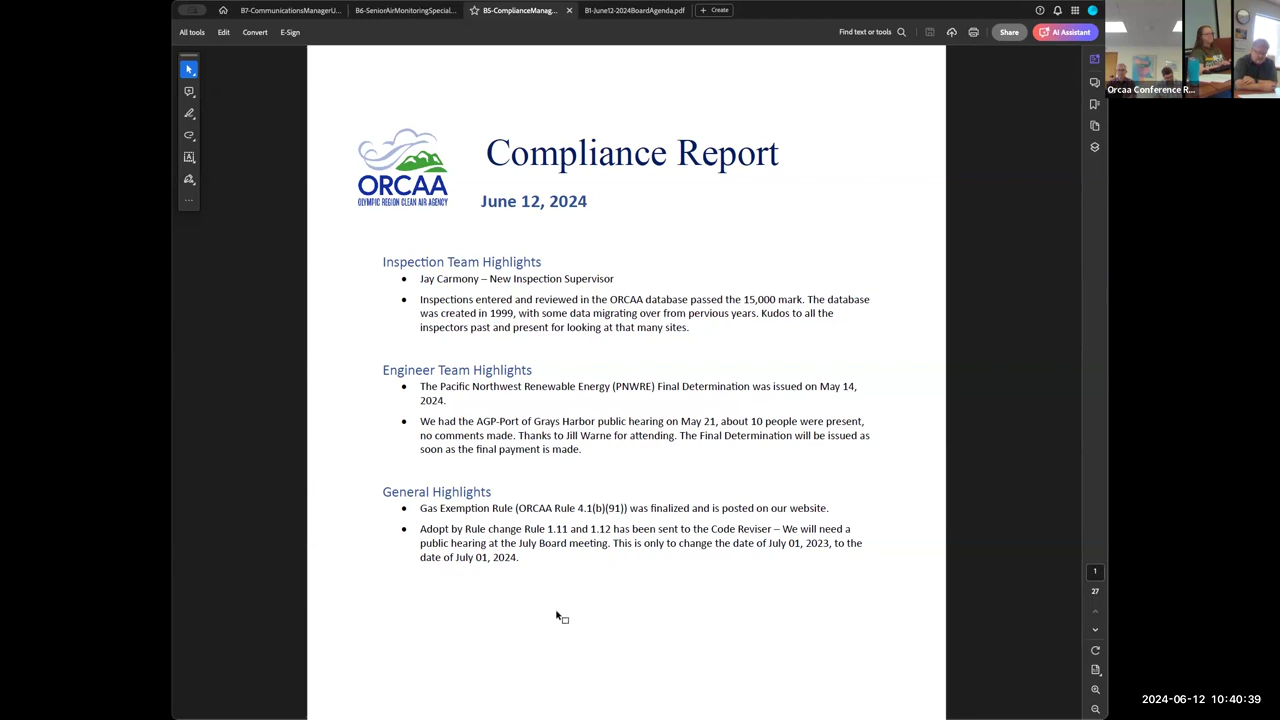 B7-CommunicationsManagerU...
B6-SeniorAirMonitoringSpecial...
B5-ComplianceManag...
B1-June12-2024BoardAgenda.pdf
+ Create
All tools
Edit
Convert
E-Sign
Find text or tools
Share
AI Assistant
Orcaa Conference R...
ORCAA
OLYMPIC REGION CLEAN AIR AGENCY
Compliance Report
June 12, 2024
Inspection Team Highlights
• Jay Carmony – New Inspection Supervisor
• Inspections entered and reviewed in the ORCAA database passed the 15,000 mark. The database
was created in 1999, with some data migrating over from pervious years. Kudos to all the
inspectors past and present for looking at that many sites.
Engineer Team Highlights
• The Pacific Northwest Renewable Energy (PNWRE) Final Determination was issued on May 14,
2024.
• We had the AGP-Port of Grays Harbor public hearing on May 21, about 10 people were present,
no comments made. Thanks to Jill Warne for attending. The Final Determination will be issued as
soon as the final payment is made.
General Highlights
• Gas Exemption Rule (ORCAA Rule 4.1(b)(91)) was finalized and is posted on our website.
• Adopt by Rule change Rule 1.11 and 1.12 has been sent to the Code Reviser – We will need a
public hearing at the July Board meeting. This is only to change the date of July 01, 2023, to the
date of July 01, 2024.
1
27
2024-06-12 10:40:39